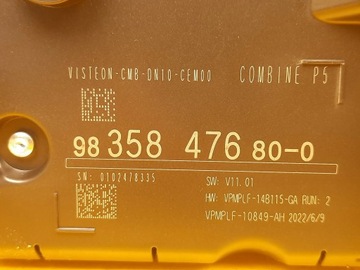 VISTEON-CMB-DN10-CEM00 COMBINE P5
98 358 476 80-0
SN: 0102478335
SW: V11.01
HW: VPMPLF-14B115-GA RUN: 2
VPMPLF-10849-AH 2022/6/9